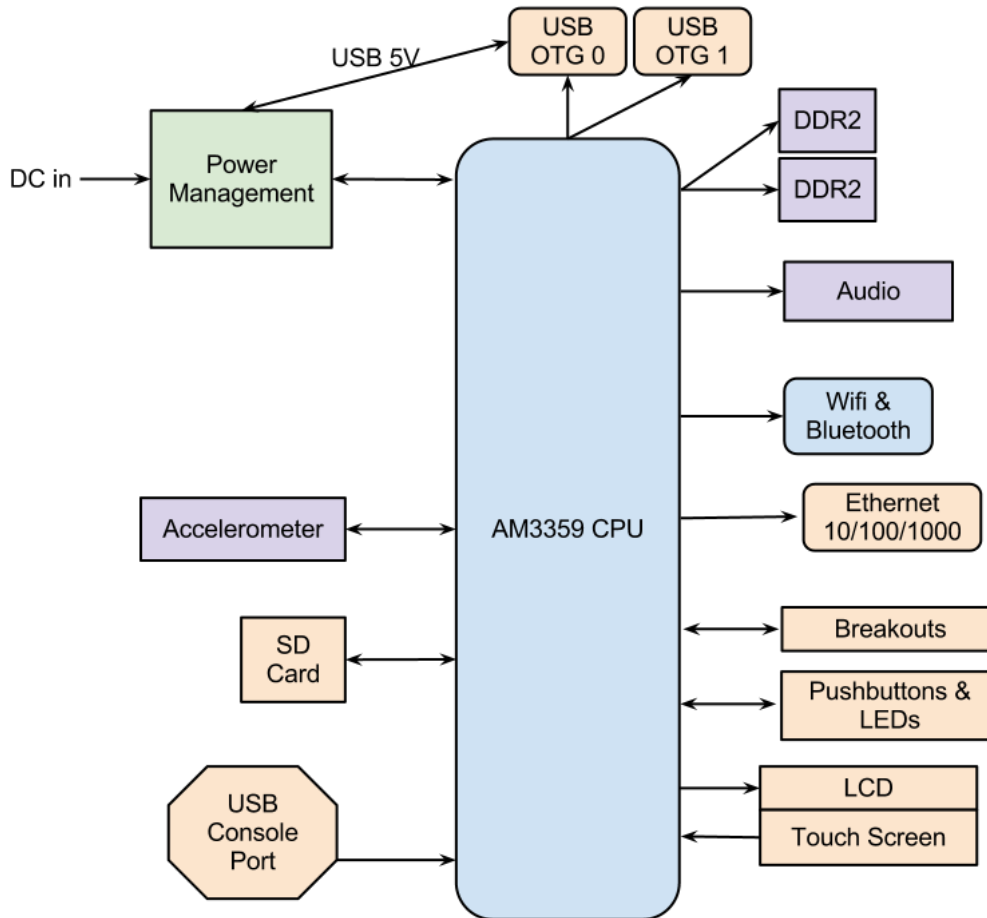 USB
OTG 0
USB
OTG 1
USB 5V
DDR2
DC in
Power
Management
DDR2
Audio
Wifi &
Bluetooth
Accelerometer
AM3359 CPU
Ethernet
10/100/1000
SD
Card
Breakouts
Pushbuttons &
LEDs
USB
Console
Port
LCD
Touch Screen